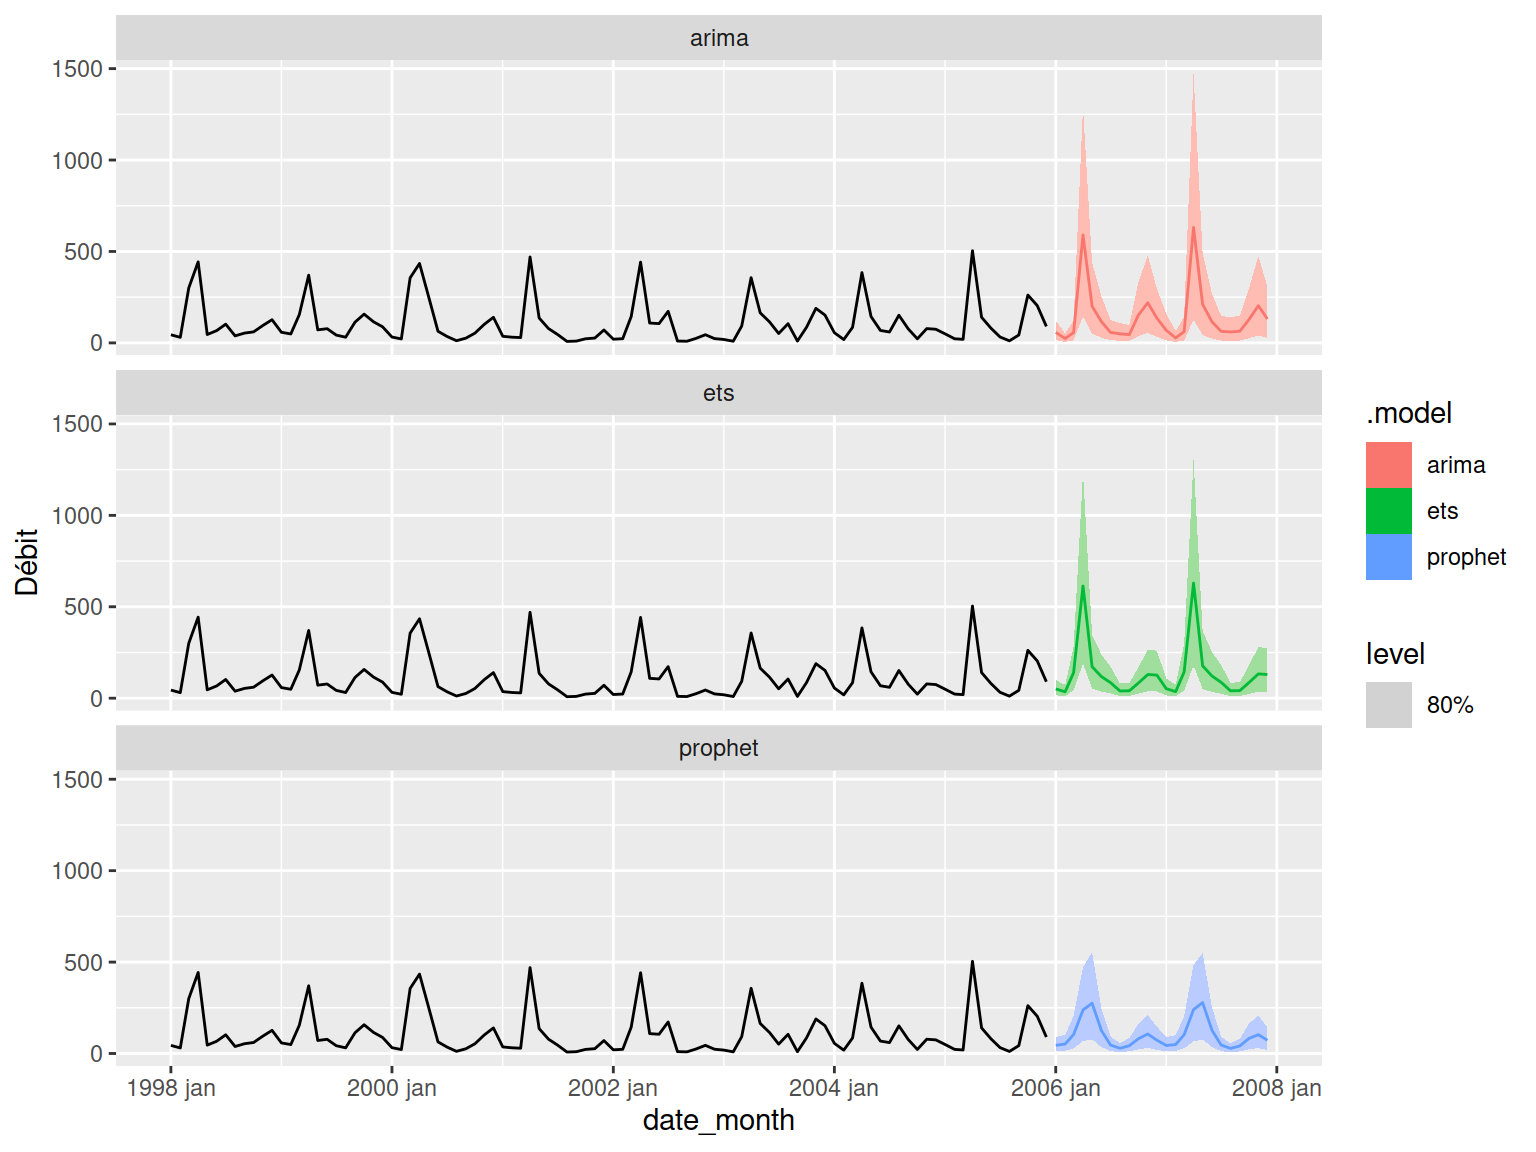 arima
1500
1000
500
0
ets
1500
1000
500
0
prophet
1500
1000
500
0
1998 jan
2000 jan
2002 jan
2004 jan
2006 jan
2008 jan
date_month
Débit
.model
arima
ets
prophet
level
80%